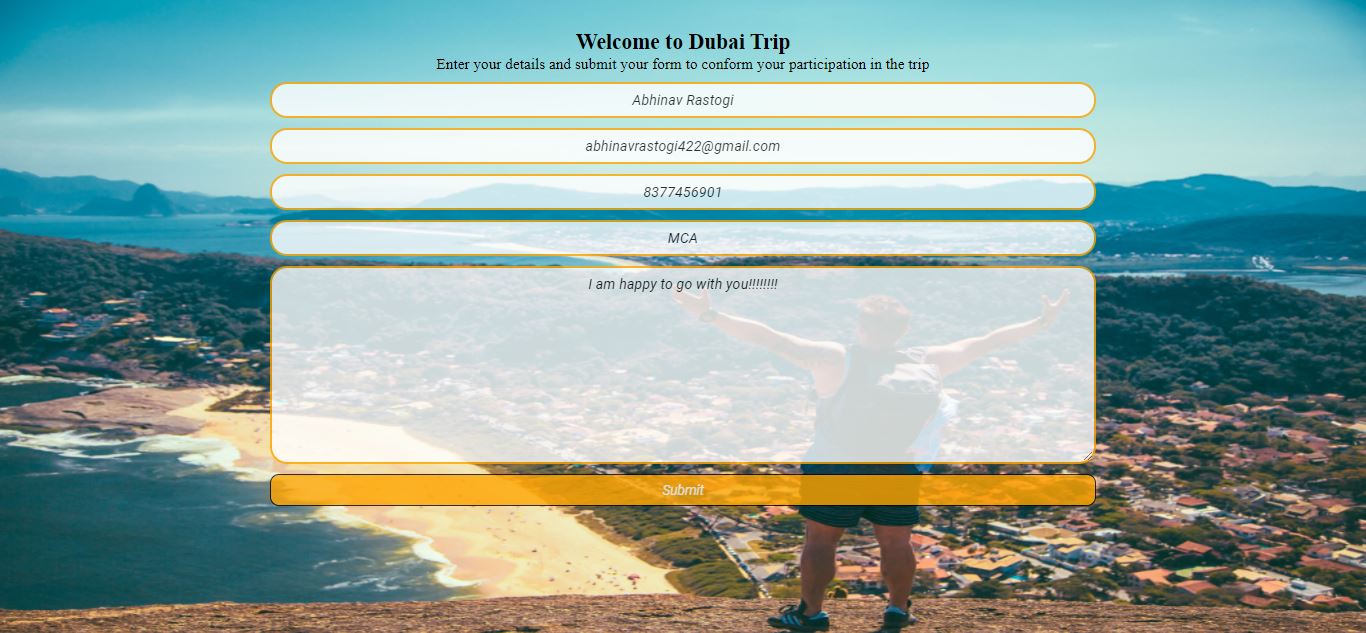 Welcome to Dubai Trip
Enter your details and submit your form to conform your participation in the trip
Abhinav Rastogi
abhinavrastogi422@gmail.com
8377456901
MCA
I am happy to go with you!!!!!!!!
Submit